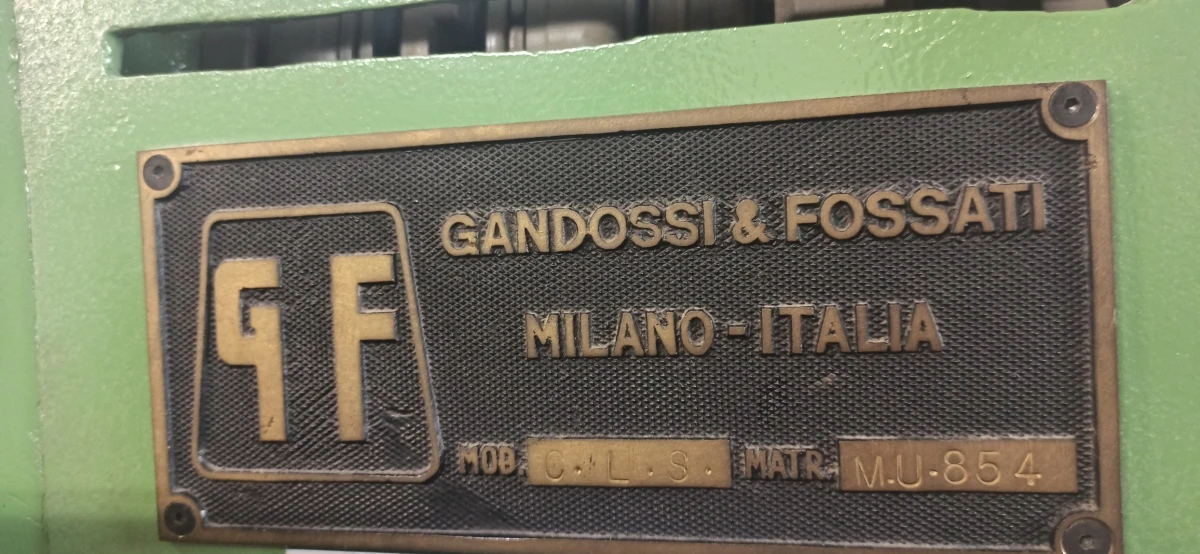 GF
GANDOSSI & FOSSATI
MILANO - ITALIA
MOD. C.L.S. MATR. M.U.854